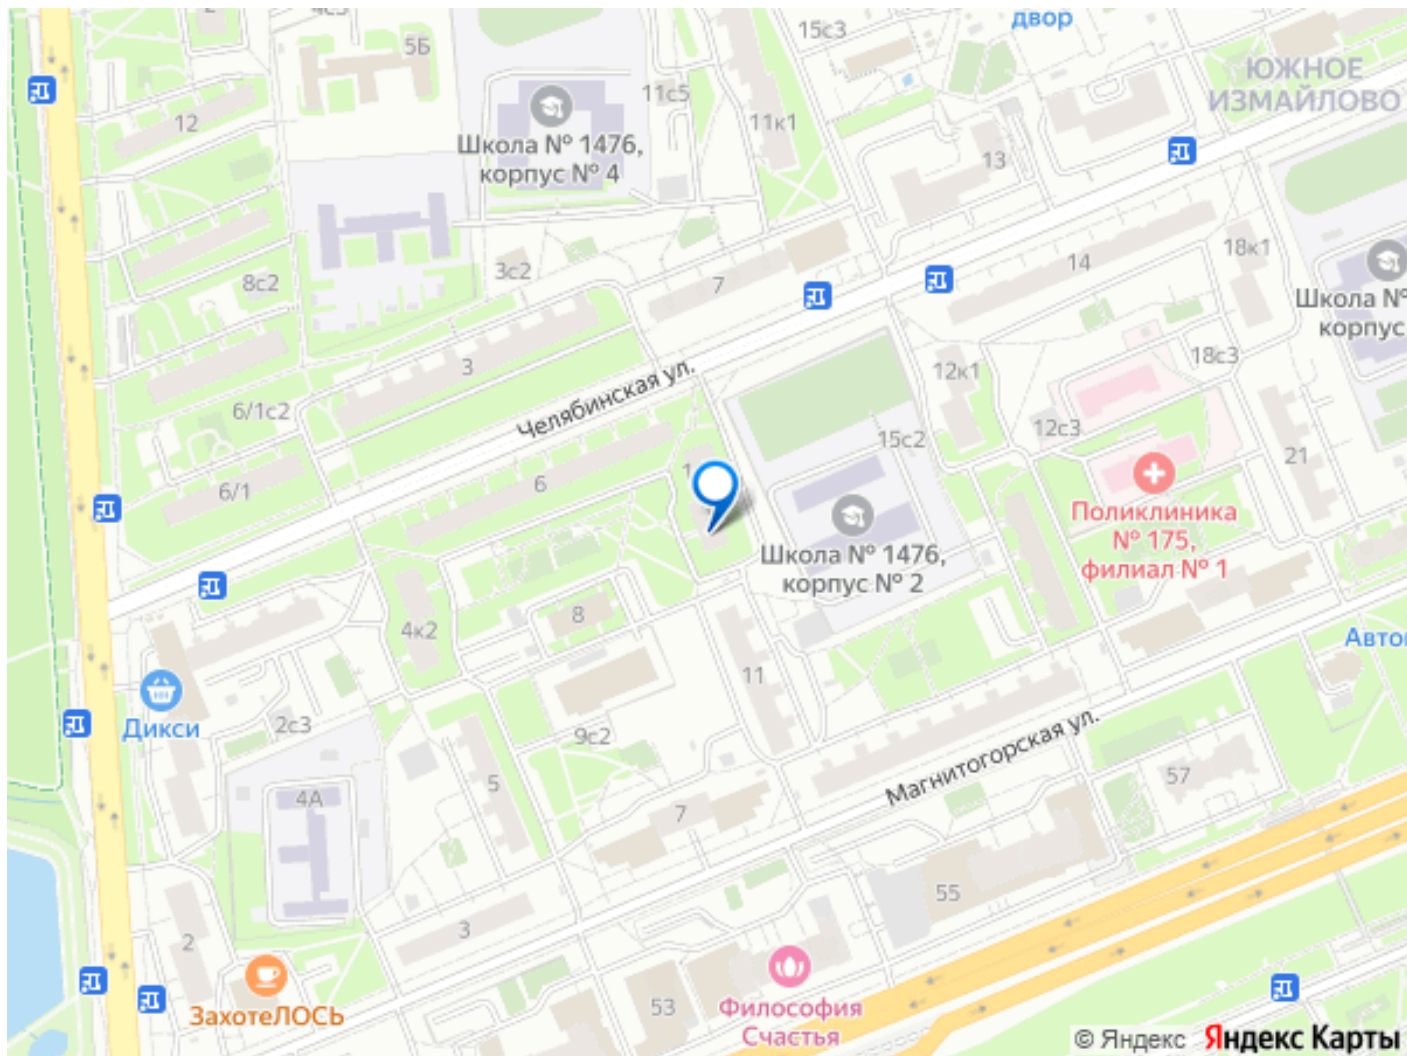 2
4с5
двор
15с3
5Б
ЮЖНОЕ
ИЗМАЙЛОВО
11с5
12
11к1
Школа № 1476,
корпус № 4
13
18к1
14
3с2
7
8с2
Школа №
корпус
18с3
3
12к1
Челябинская ул.
6/1с2
12с3
15с2
21
6/1
6
Поликлиника
№ 175,
филиал № 1
Школа № 1476,
корпус № 2
8
4к2
Авто
11
2с3
Дикси
9с2
Магнитогорская ул.
57
5
4А
7
55
3
2
53
ЗахотеЛОСЬ
Философия
Счастья
© Яндекс Яндекс Карты